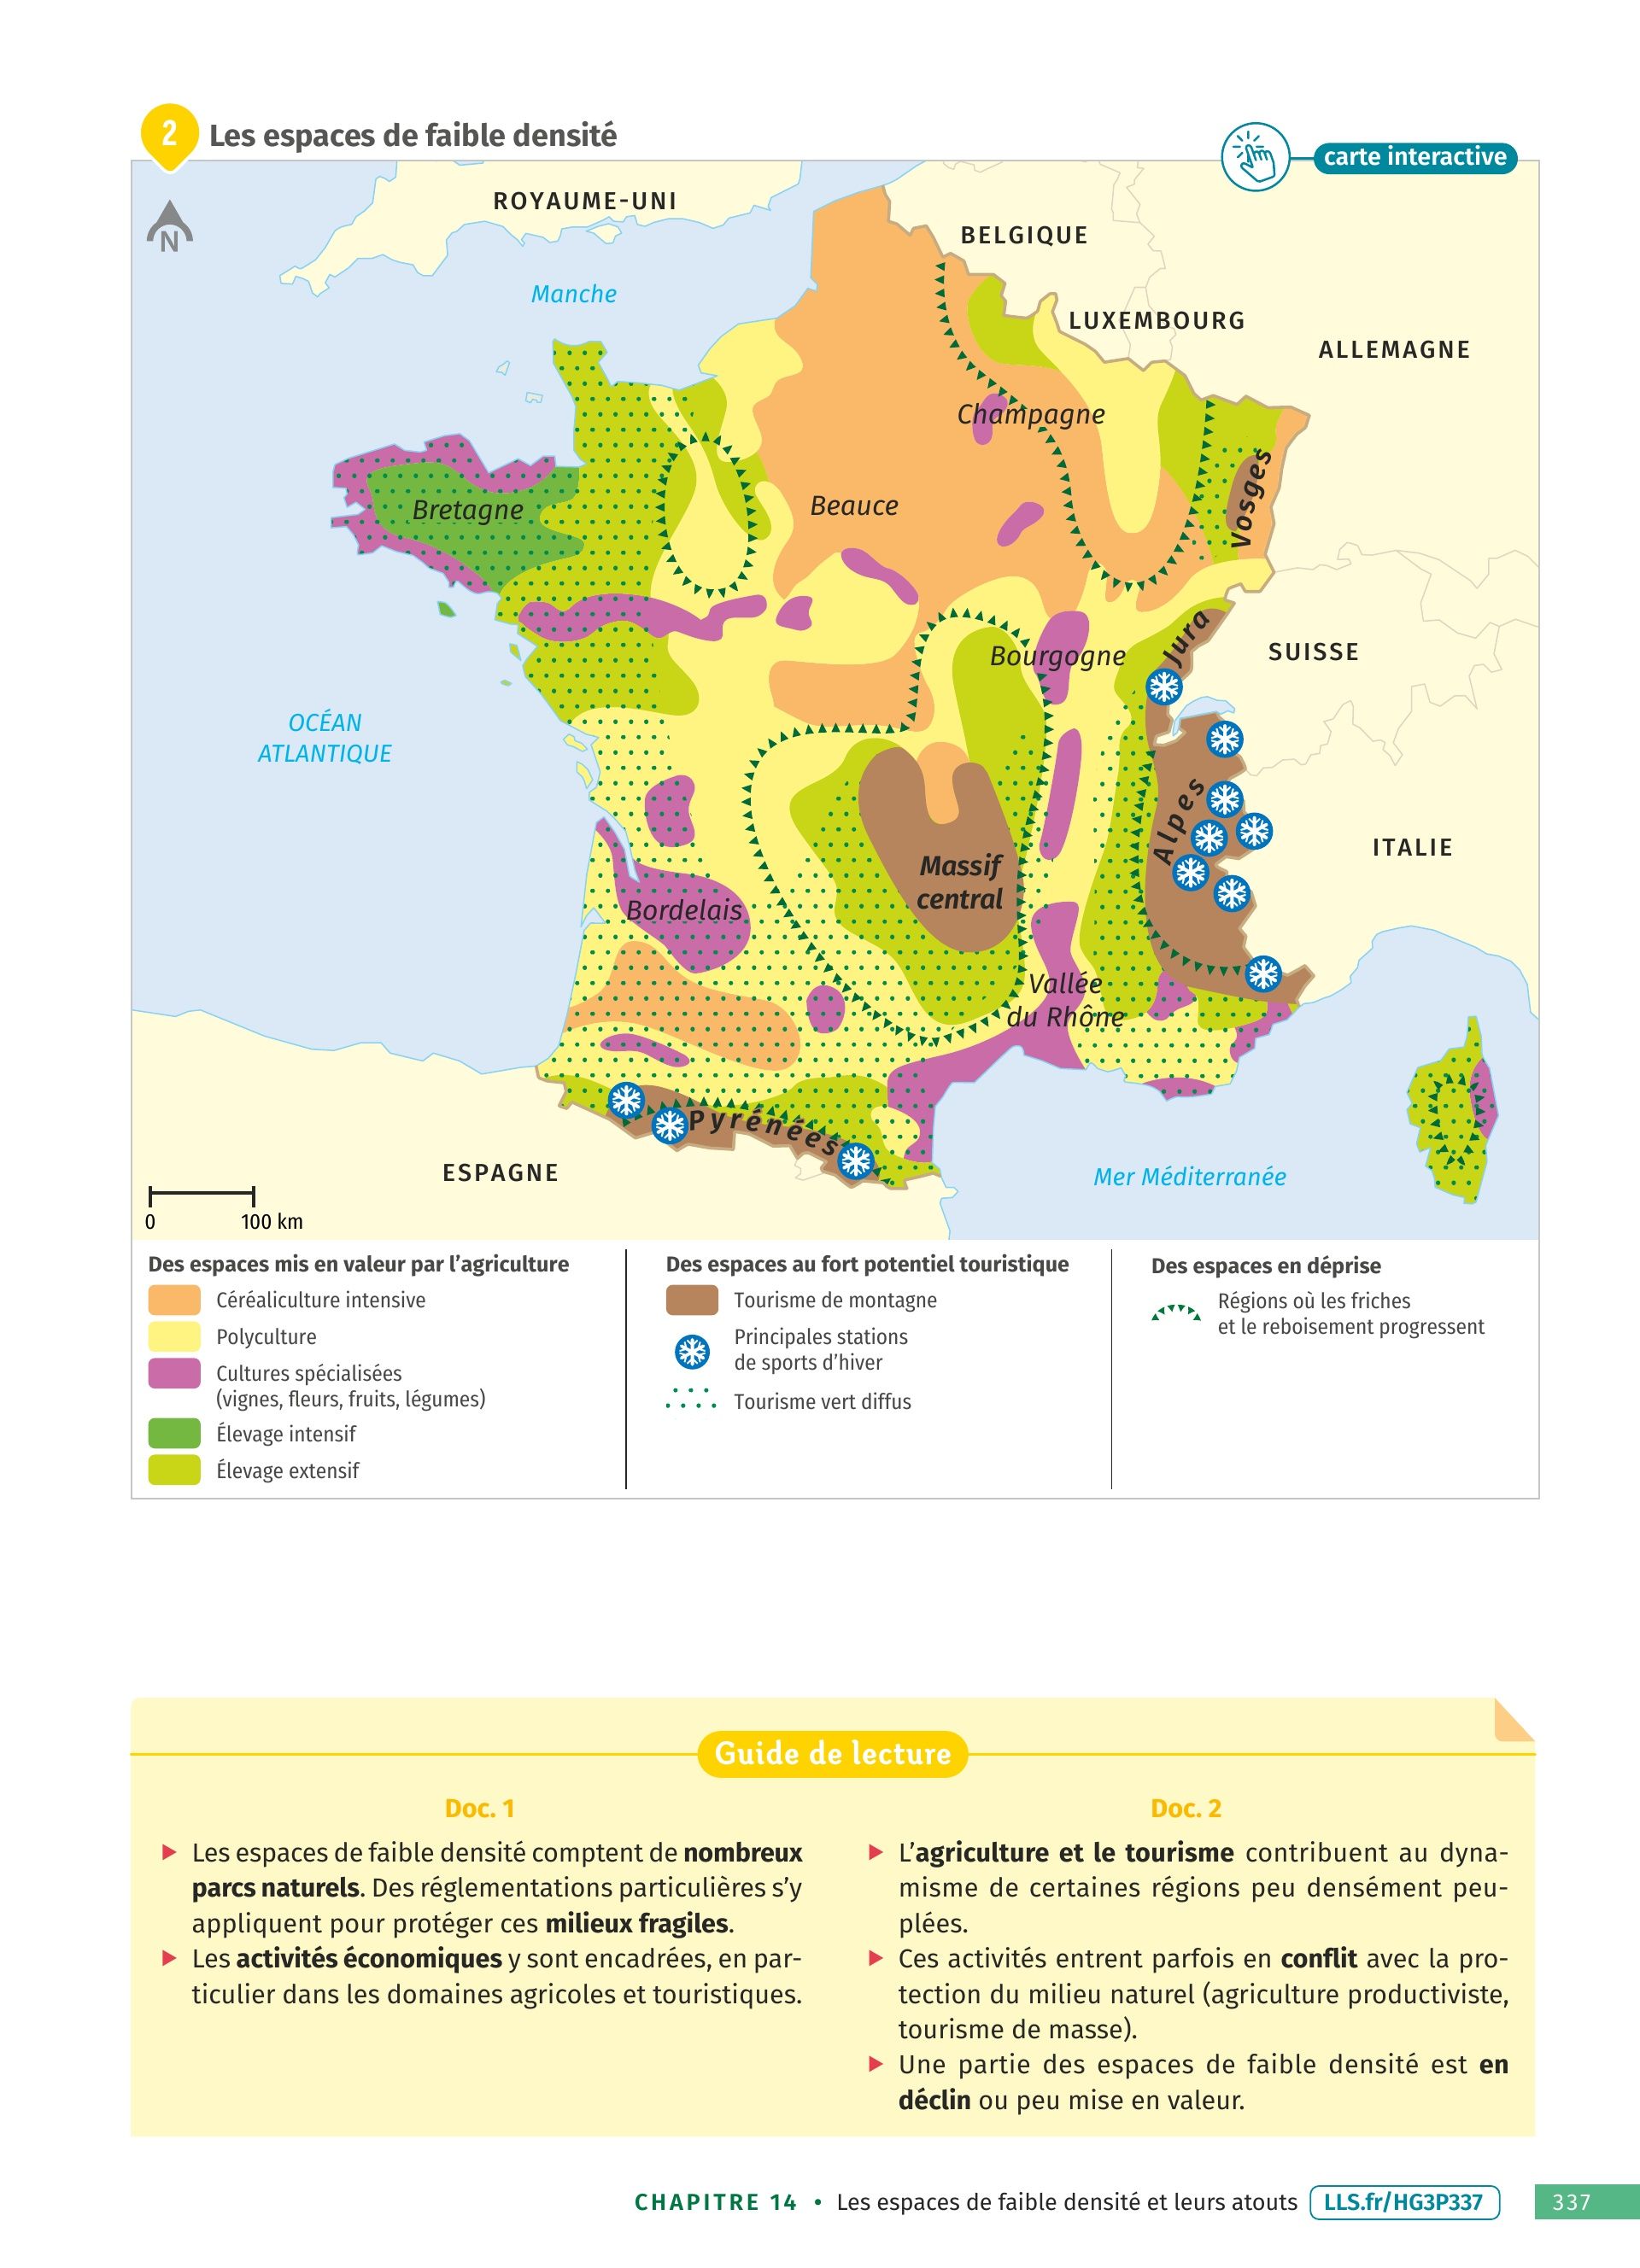 2
Les espaces de faible densité
carte interactive
N
ROYAUME-UNI
BELGIQUE
Manche
LUXEMBOURG
ALLEMAGNE
Champagne
Vosges
Beauce
Bretagne
Jura
Bourgogne
SUISSE
OCÉAN
ATLANTIQUE
Alpes
ITALIE
Massif
central
Bordelais
Vallée
du Rhône
Pyrénées
ESPAGNE
Mer Méditerranée
0 100 km
Des espaces mis en valeur par l’agriculture
Céréaliculture intensive
Polyculture
Cultures spécialisées
(vignes, fleurs, fruits, légumes)
Élevage intensif
Élevage extensif
Des espaces au fort potentiel touristique
Tourisme de montagne
Principales stations
de sports d’hiver
Tourisme vert diffus
Des espaces en déprise
Régions où les friches
et le reboisement progressent
Guide de lecture
Doc. 1
Les espaces de faible densité comptent de nombreux
parcs naturels. Des réglementations particulières s’y
appliquent pour protéger ces milieux fragiles.
Les activités économiques y sont encadrées, en par-
ticulier dans les domaines agricoles et touristiques.
Doc. 2
L’agriculture et le tourisme contribuent au dyna-
misme de certaines régions peu densément peu-
plées.
Ces activités entrent parfois en conflit avec la pro-
tection du milieu naturel (agriculture productiviste,
tourisme de masse).
Une partie des espaces de faible densité est en
déclin ou peu mise en valeur.
CHAPITRE 14 • Les espaces de faible densité et leurs atouts LLS.fr/HG3P337 337